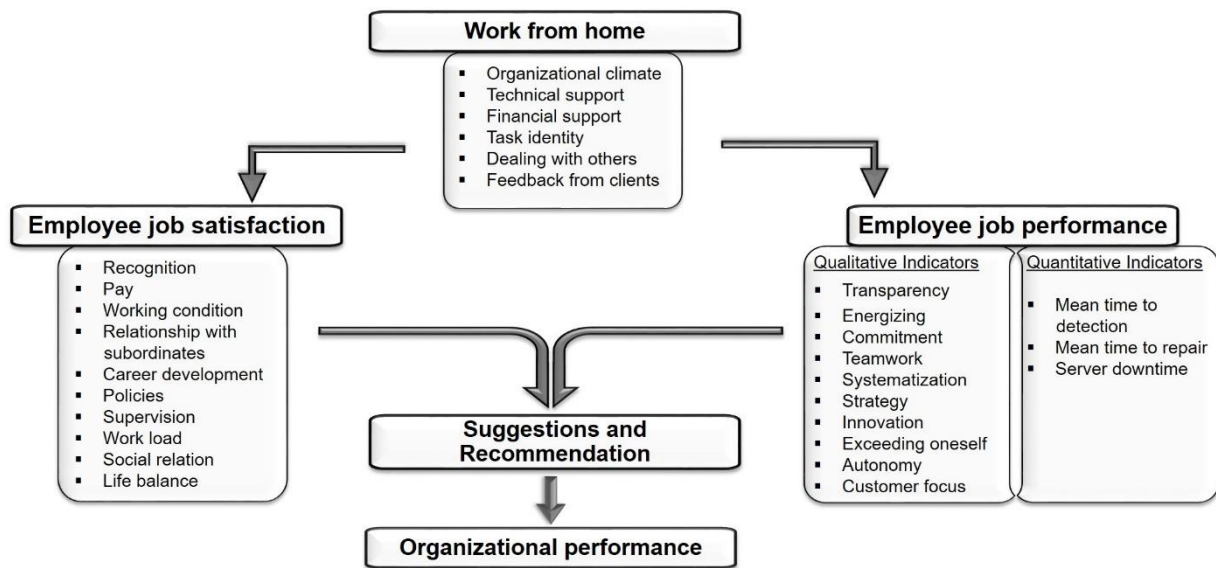 Work from home
Organizational climate
Technical support
Financial support
Task identity
Dealing with others
Feedback from clients
Employee job satisfaction
Recognition
Pay
Working condition
Relationship with
subordinates
Career development
Policies
Supervision
Work load
Social relation
Life balance
Employee job performance
Qualitative Indicators
Transparency
Energizing
Commitment
Teamwork
Systematization
Strategy
Innovation
Exceeding oneself
Autonomy
Customer focus
Quantitative Indicators
Mean time to
detection
Mean time to repair
Server downtime
Suggestions and
Recommendation
Organizational performance